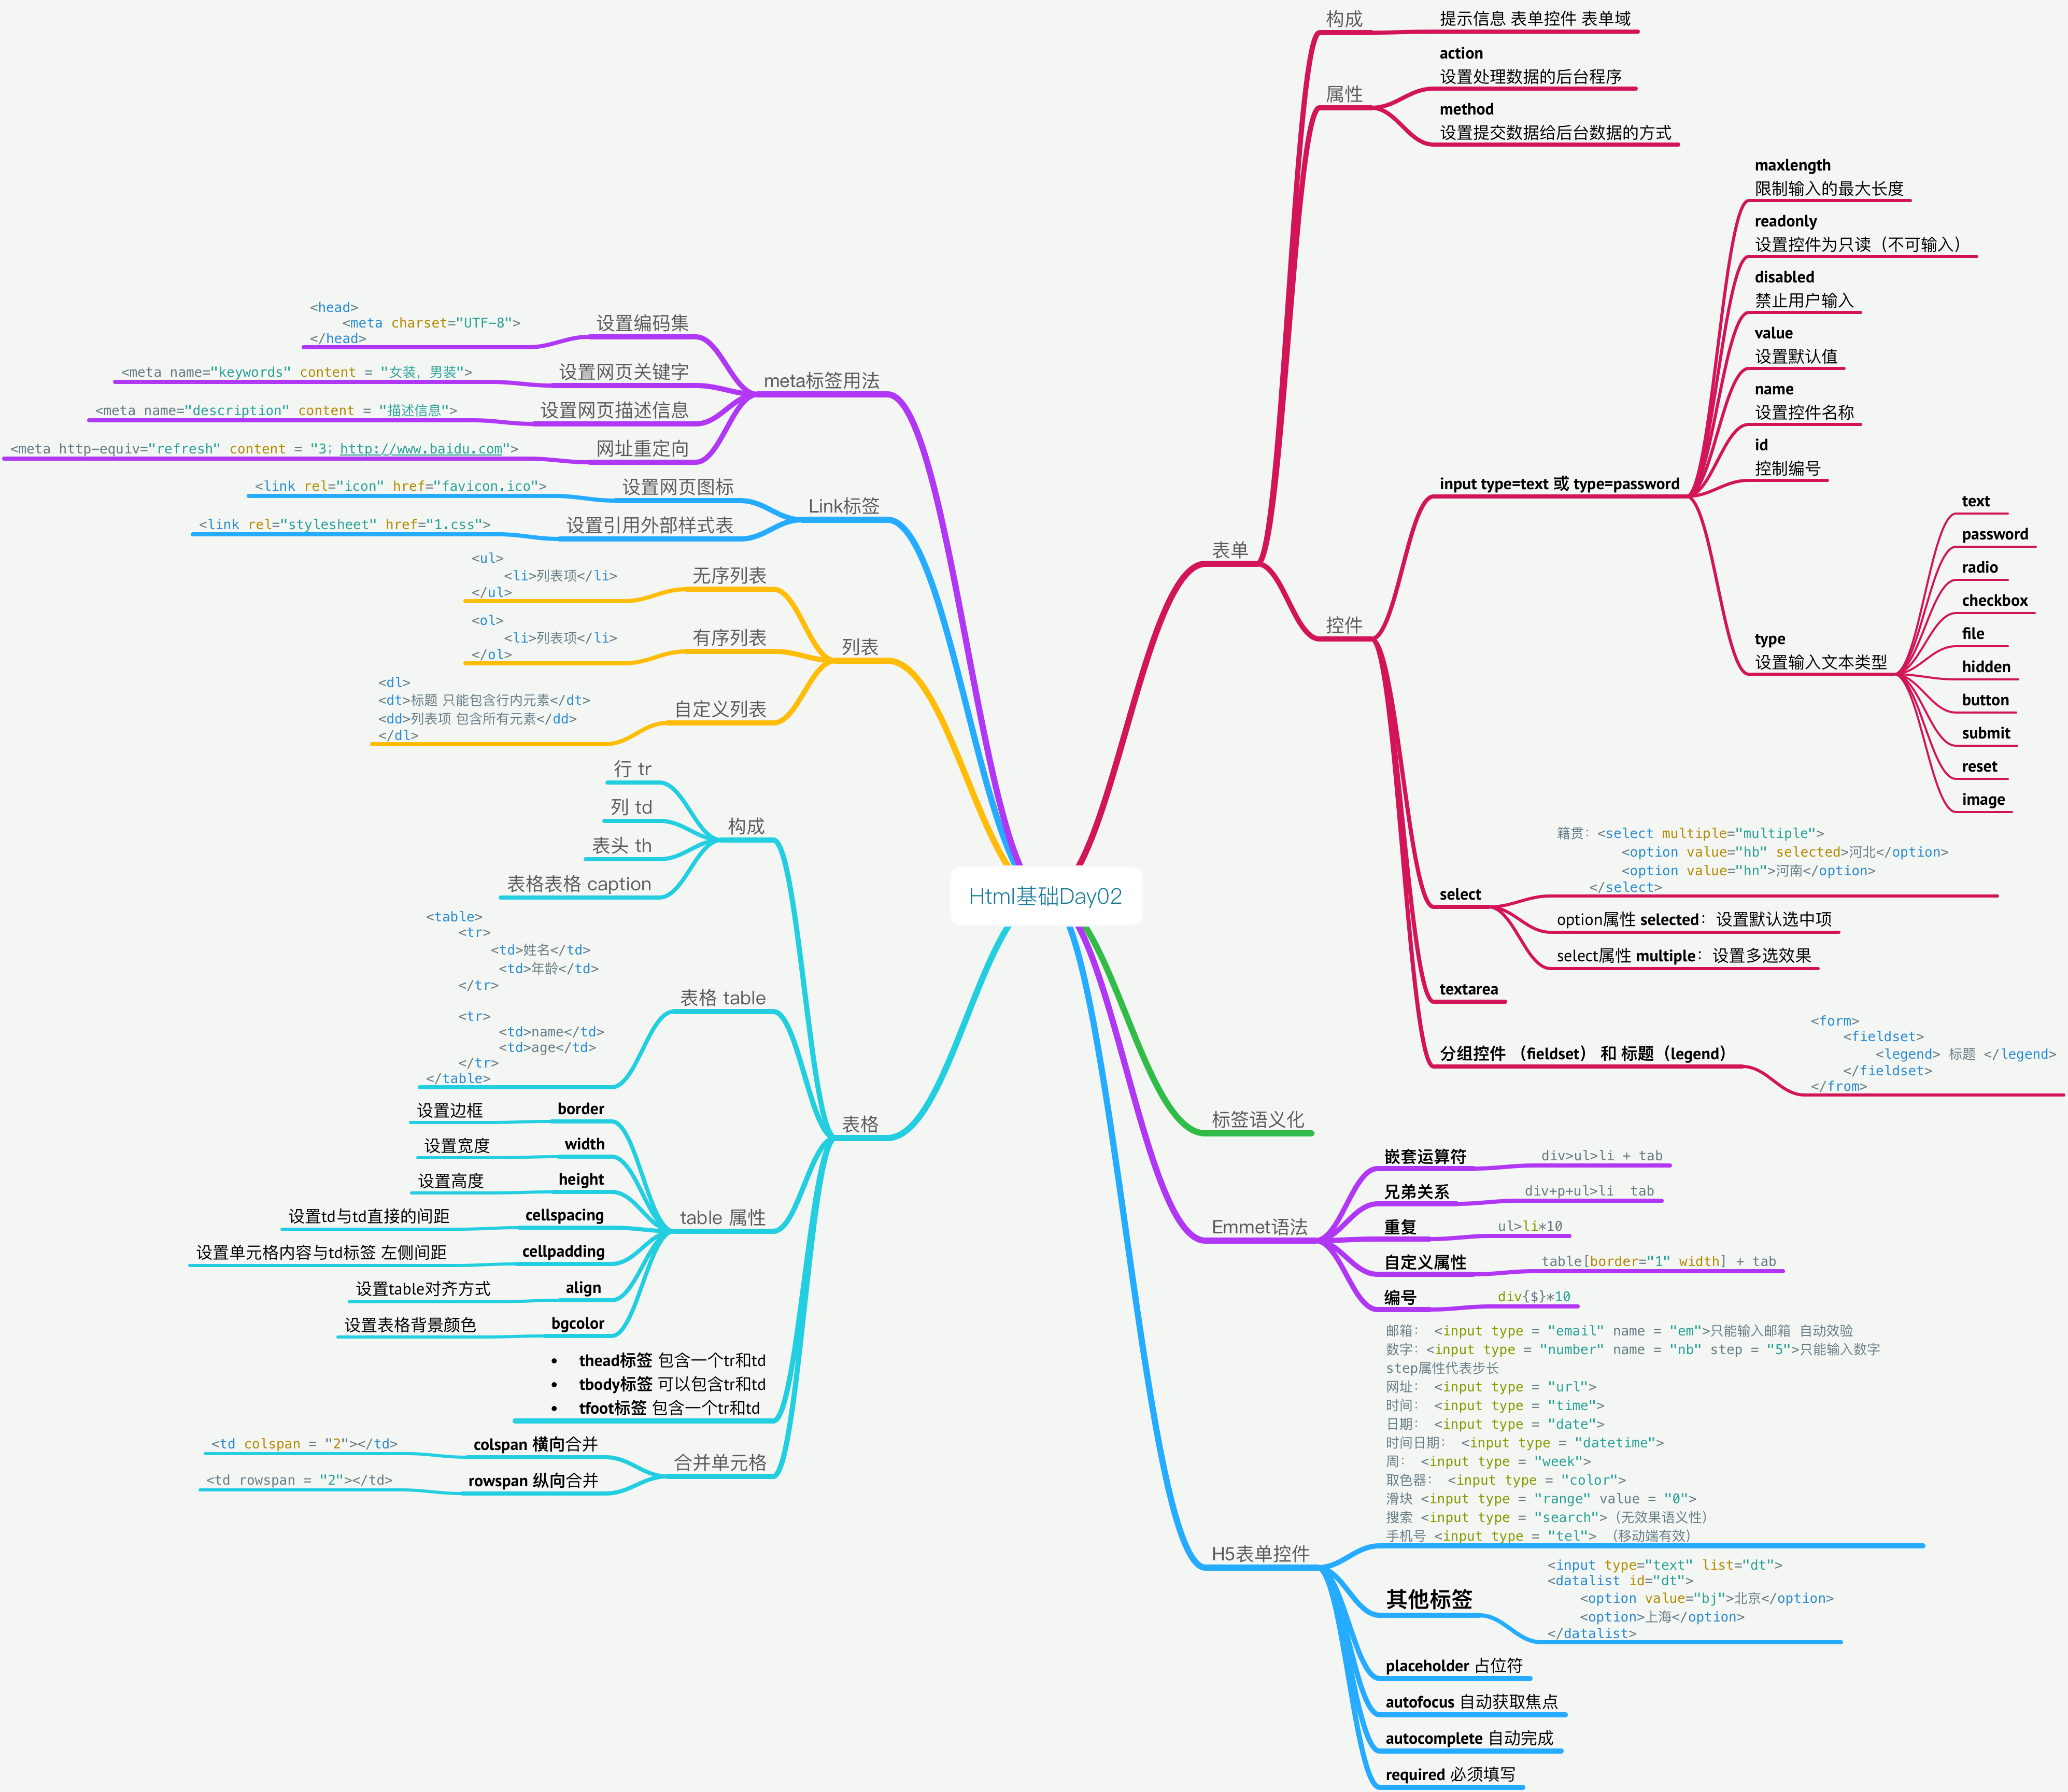 Html基础Day02
meta标签用法
设置编码集
<head>
<meta charset="UTF-8">
</head>
设置网页关键字
<meta name="keywords" content = "女装，男装">
设置网页描述信息
<meta name="description" content = "描述信息">
网址重定向
<meta http-equiv="refresh" content = "3; http://www.baidu.com">
Link标签
设置网页图标
<link rel="icon" href="favicon.ico">
设置引用外部样式表
<link rel="stylesheet" href="1.css">
列表
无序列表
<ul>
<li>列表项</li>
</ul>
有序列表
<ol>
<li>列表项</li>
</ol>
自定义列表
<dl>
<dt>标题 只能包含行内元素</dt>
<dd>列表项 包含所有元素</dd>
</dl>
表格
构成
行 tr
列 td
表头 th
表格表格 caption
表格 table
<table>
<tr>
<td>姓名</td>
<td>年龄</td>
</tr>
<tr>
<td>name</td>
<td>age</td>
</tr>
</table>
table 属性
border
设置边框
width
设置宽度
height
设置高度
cellspacing
设置td与td直接的间距
cellpadding
设置单元格内容与td标签 左侧间距
align
设置table对齐方式
bgcolor
设置表格背景颜色
• thead标签 包含一个tr和td
• tbody标签 可以包含tr和td
• tfoot标签 包含一个tr和td
合并单元格
colspan 横向合并
<td colspan = "2"></td>
rowspan 纵向合并
<td rowspan = "2"></td>
表单
构成
提示信息 表单控件 表单域
属性
action
设置处理数据的后台程序
method
设置提交数据给后台数据的方式
控件
input type=text 或 type=password
maxlength
限制输入的最大长度
readonly
设置控件为只读（不可输入）
disabled
禁止用户输入
value
设置默认值
name
设置控件名称
id
控制编号
type
设置输入文本类型
text
password
radio
checkbox
file
hidden
button
submit
reset
image
select
籍贯：<select multiple="multiple">
<option value="hb" selected>河北</option>
<option value="hn">河南</option>
</select>
option属性 selected：设置默认选中项
select属性 multiple：设置多选效果
textarea
分组控件 （fieldset） 和 标题（legend）
<form>
<fieldset>
<legend> 标题 </legend>
</fieldset>
</from>
标签语义化
Emmet语法
嵌套运算符
div>ul>li + tab
兄弟关系
div+p+ul>li  tab
重复
ul>li*10
自定义属性
table[border="1" width] + tab
编号
div{$}*10
H5表单控件
邮箱： <input type = "email" name = "em">只能输入邮箱 自动效验
数字：<input type = "number" name = "nb" step = "5">只能输入数字
step属性代表步长
网址： <input type = "url">
时间： <input type = "time">
日期： <input type = "date">
时间日期： <input type = "datetime">
周： <input type = "week">
取色器： <input type = "color">
滑块 <input type = "range" value = "0">
搜索 <input type = "search">（无效果语义性）
手机号 <input type = "tel"> （移动端有效）
其他标签
<input type="text" list="dt">
<datalist id="dt">
<option value="bj">北京</option>
<option>上海</option>
</datalist>
placeholder 占位符
autofocus 自动获取焦点
autocomplete 自动完成
required 必须填写